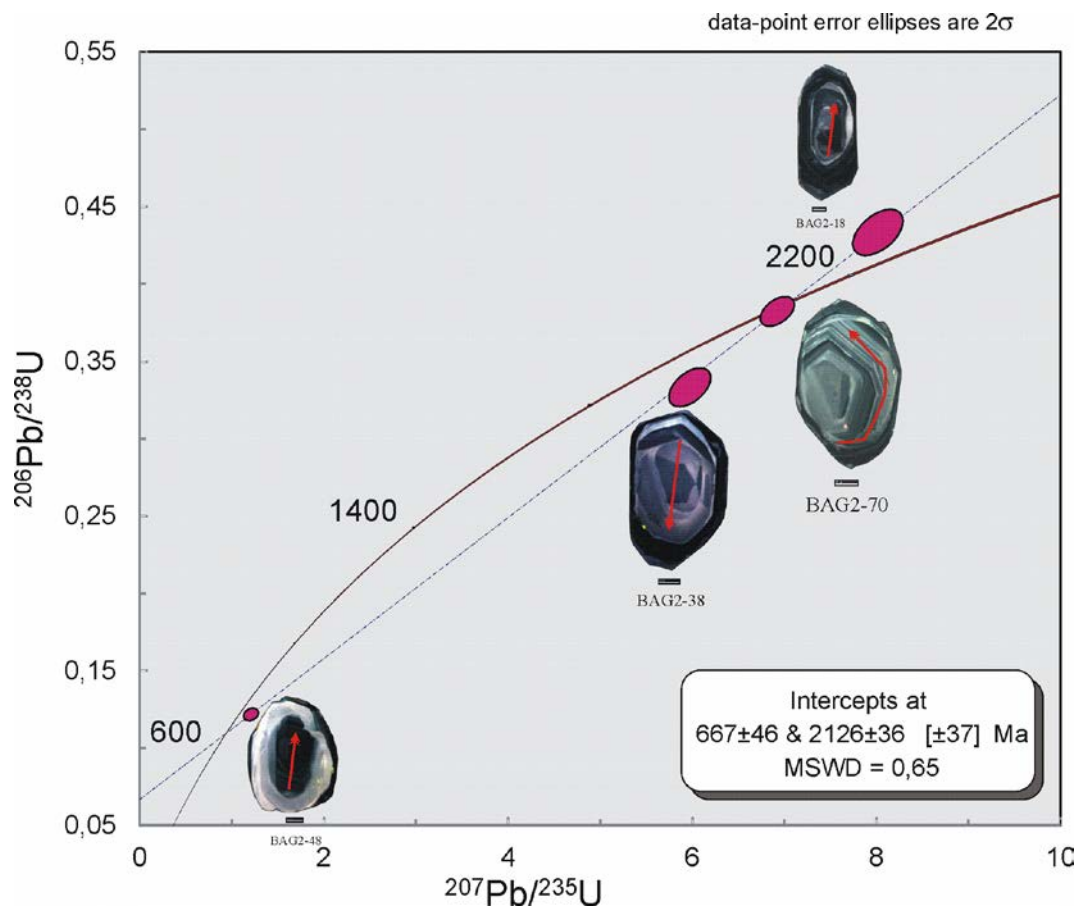 data-point error ellipses are 2σ
0,55
0,45
0,35
0,25
0,15
0,05
206Pb/238U
BAG2-18
2200
BAG2-70
1400
BAG2-38
600
BAG2-48
Intercepts at
667±46 & 2126±36 [±37] Ma
MSWD = 0,65
0 2 4 6 8 10
207Pb/235U